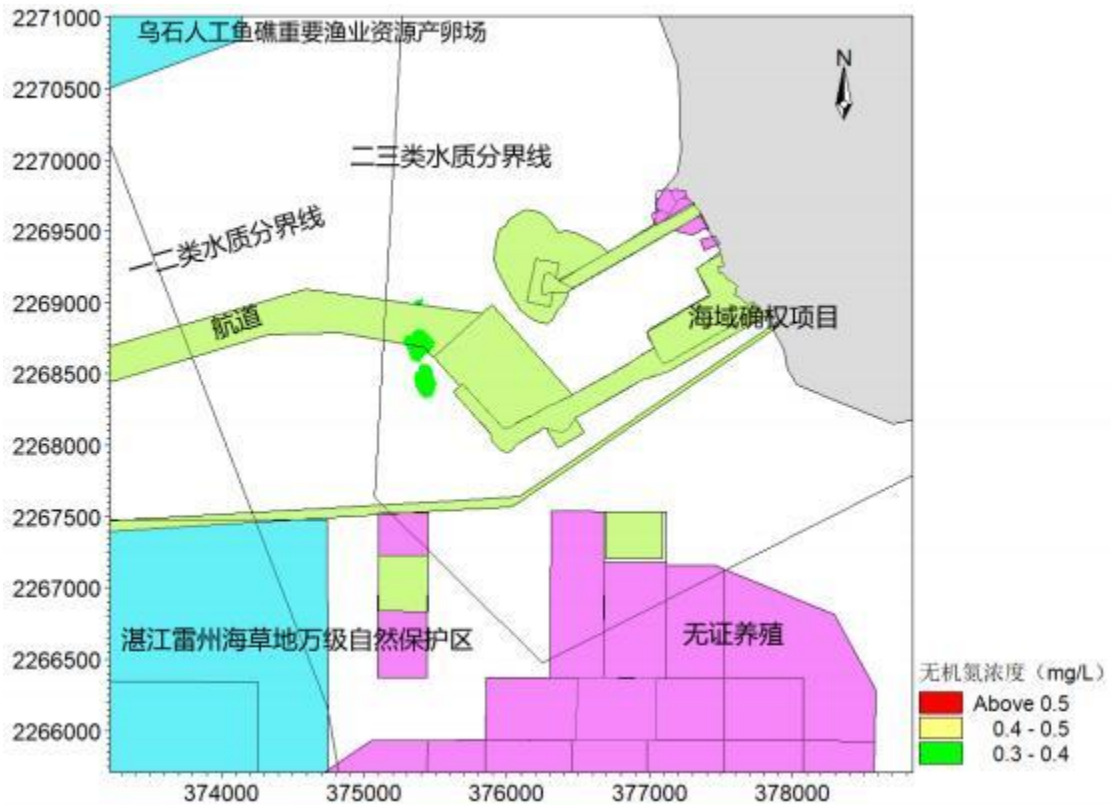 2271000
乌石人工鱼礁重要渔业资源产卵场
2270500
N
2270000
二三类水质分界线
2269500
一二类水质分界线
2269000
航道
海域确权项目
2268500
2268000
2267500
2267000
湛江雷州海草地万级自然保护区
无证养殖
2266500
无机氮浓度（mg/L）
Above 0.5
2266000
0.4 - 0.5
0.3 - 0.4
374000 375000 376000 377000 378000